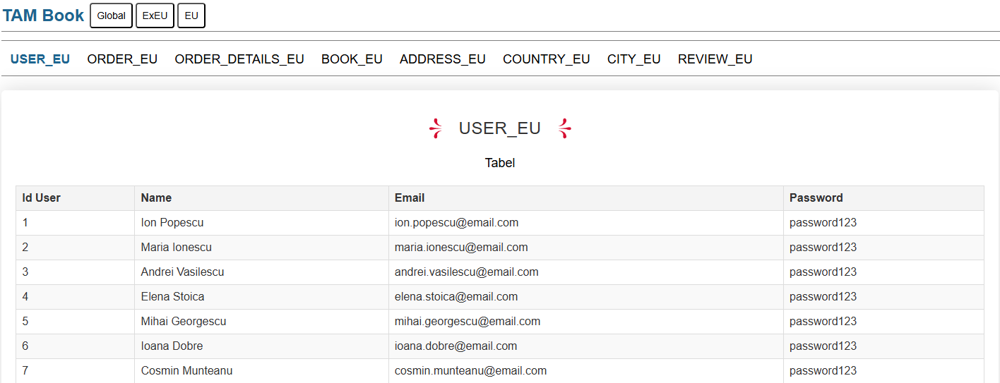 TAM Book Global ExEU EU
USER_EU ORDER_EU ORDER_DETAILS_EU BOOK_EU ADDRESS_EU COUNTRY_EU CITY_EU REVIEW_EU
USER_EU
Tabel
Id User Name Email Password
1 Ion Popescu ion.popescu@email.com password123
2 Maria Ionescu maria.ionescu@email.com password123
3 Andrei Vasilescu andrei.vasilescu@email.com password123
4 Elena Stoica elena.stoica@email.com password123
5 Mihai Georgescu mihai.georgescu@email.com password123
6 Ioana Dobre ioana.dobre@email.com password123
7 Cosmin Munteanu cosmin.munteanu@email.com password123